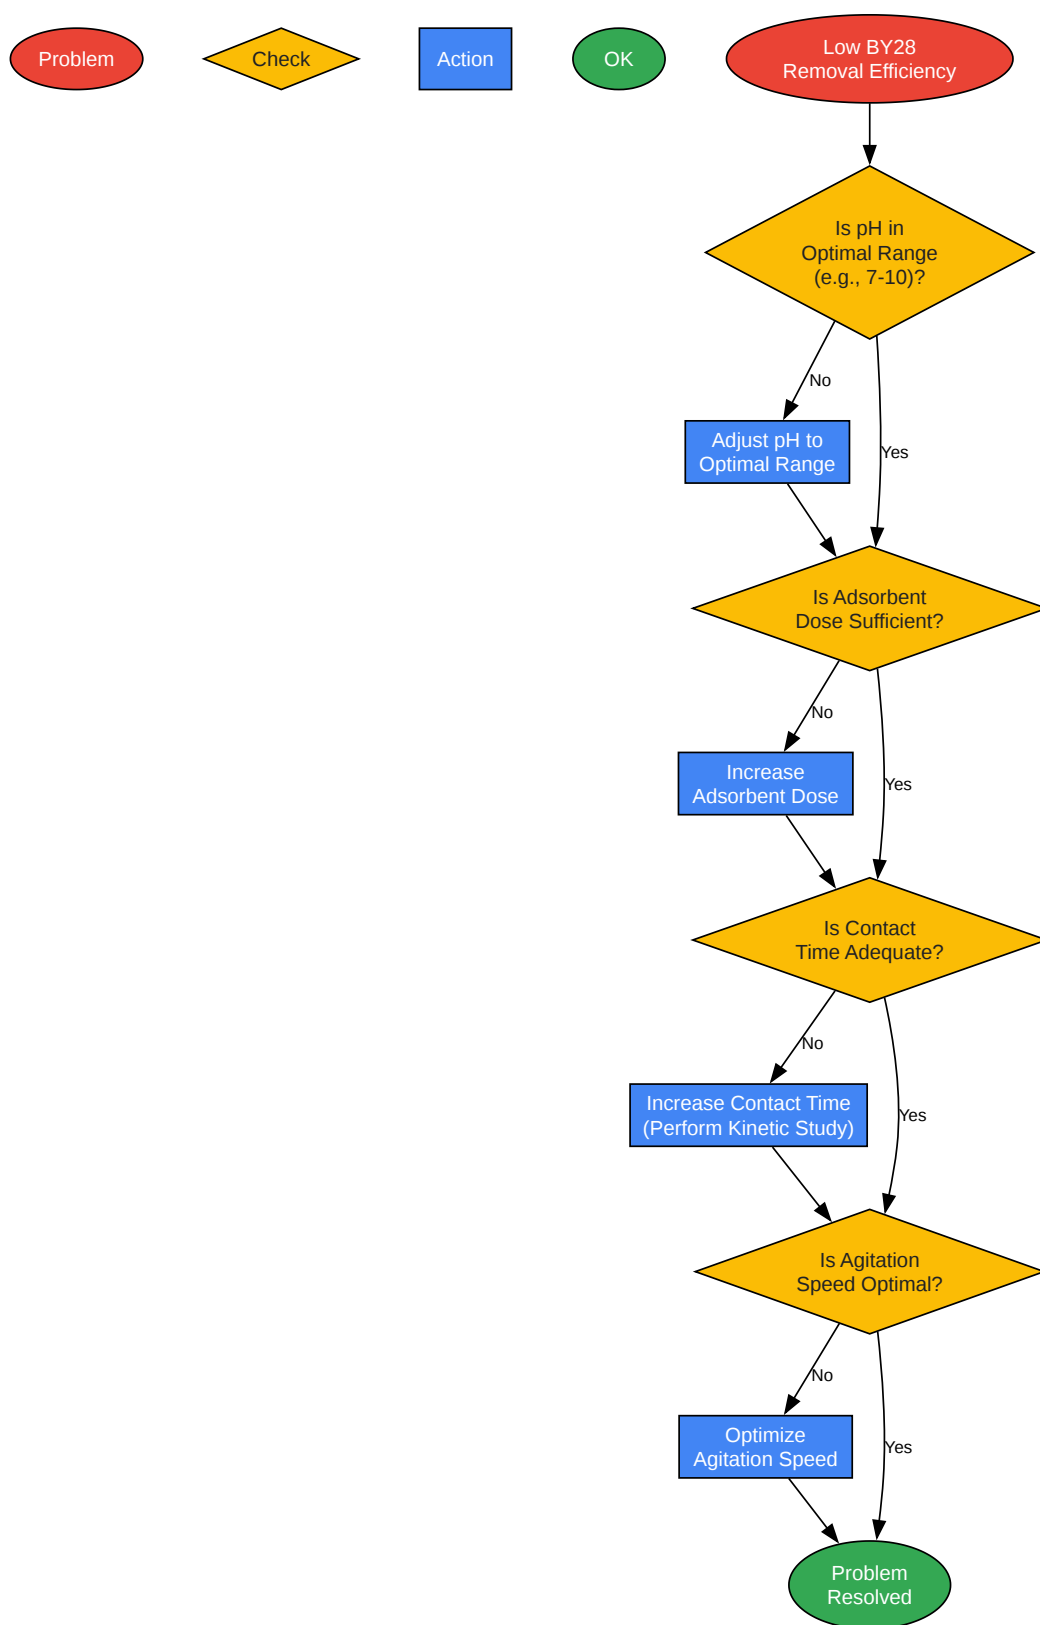 Problem
Check
Action
OK
Low BY28
Removal Efficiency
Is pH in
Optimal Range
(e.g., 7-10)?
No
Adjust pH to
Optimal Range
Yes
Is Adsorbent
Dose Sufficient?
No
Increase
Adsorbent Dose
Yes
Is Contact
Time Adequate?
No
Increase Contact Time
(Perform Kinetic Study)
Yes
Is Agitation
Speed Optimal?
No
Optimize
Agitation Speed
Yes
Problem
Resolved